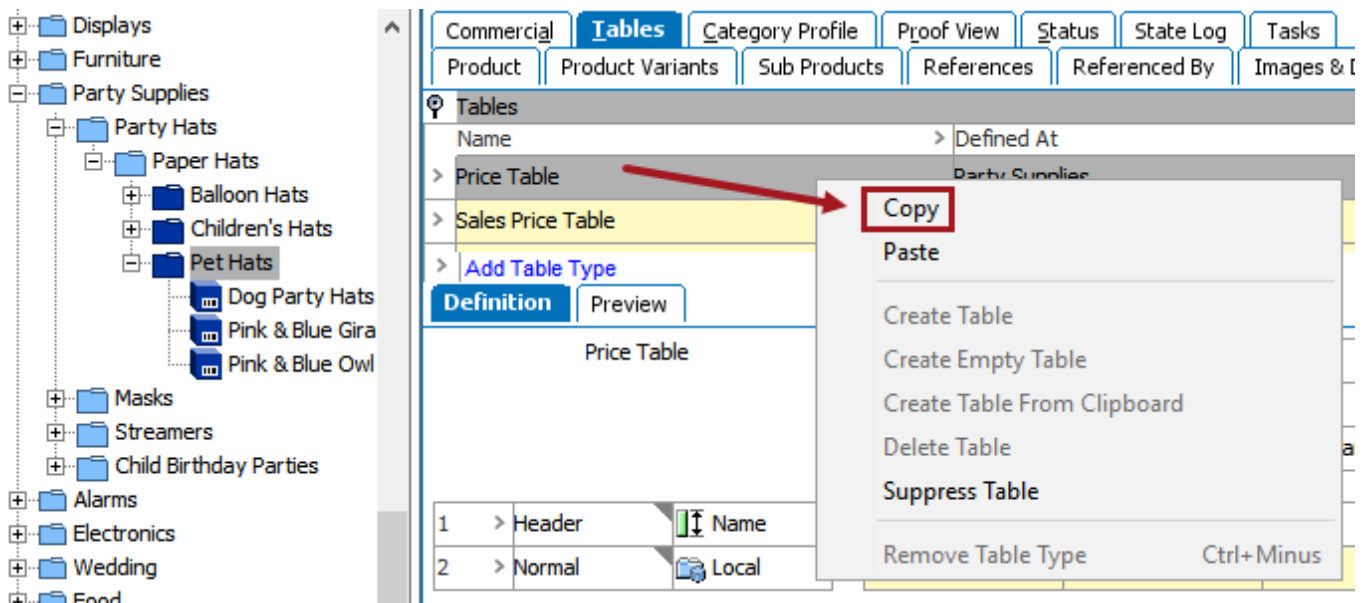 Displays
Furniture
Party Supplies
Party Hats
Paper Hats
Balloon Hats
Children's Hats
Pet Hats
Dog Party Hats
Pink & Blue Gira
Pink & Blue Owl
Masks
Streamers
Child Birthday Parties
Alarms
Electronics
Wedding
Food
Commercial Tables Category Profile Proof View Status State Log Tasks
Product Product Variants Sub Products References Referenced By Images & D
Tables
Name > Defined At
> Price Table Party Supplies
> Sales Price Table
> Add Table Type
Definition Preview
Price Table
1 > Header Name
2 > Normal Local
Copy
Paste
Create Table
Create Empty Table
Create Table From Clipboard
Delete Table
Suppress Table
Remove Table Type Ctrl+Minus